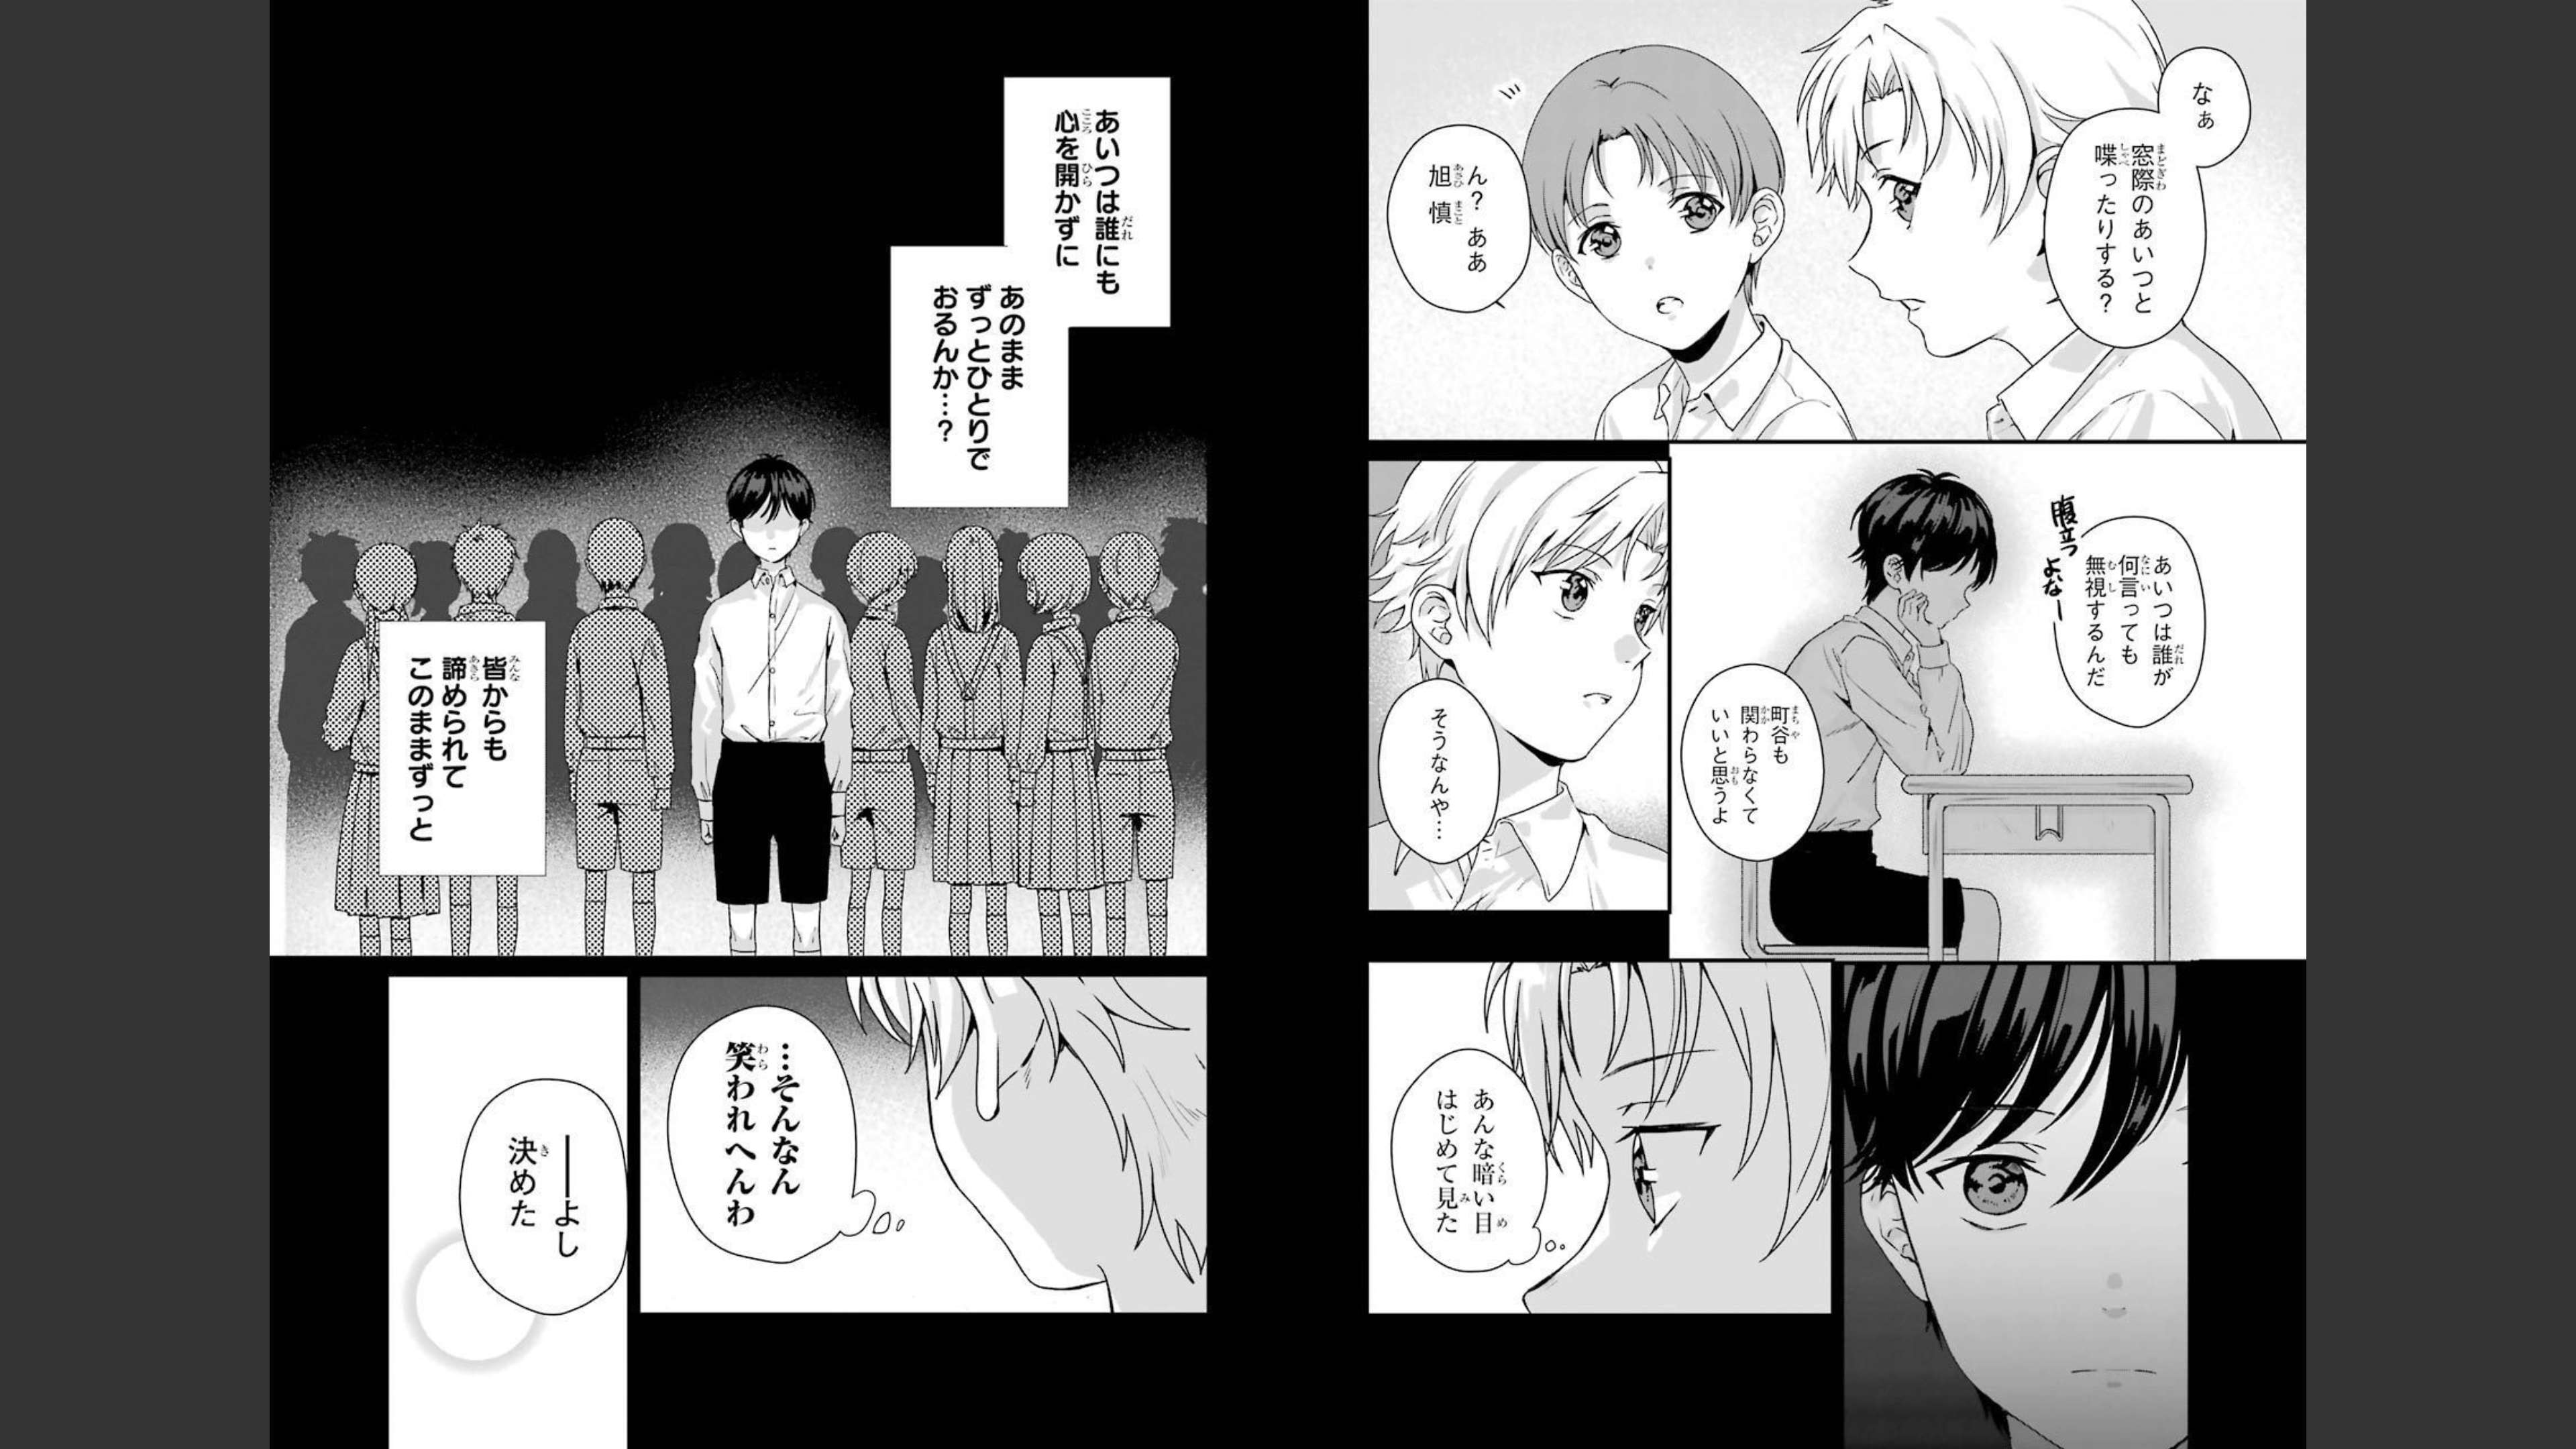 なぁ
窓際のあいつと
喋ったりする？
ん？ああ
旭 慎
あいつは誰が
何言っても
無視するんだ
腹立つよなー
町谷も
関わらなくて
いいと思うよ
そうなんや…
あんな暗い目
はじめて見た
あいつは誰にも
心を開かずに
あのまま
ずっとひとりで
おるんか…？
皆からも
諦められて
このままずっと
…そんなん
笑われへんわ
──よし
決めた